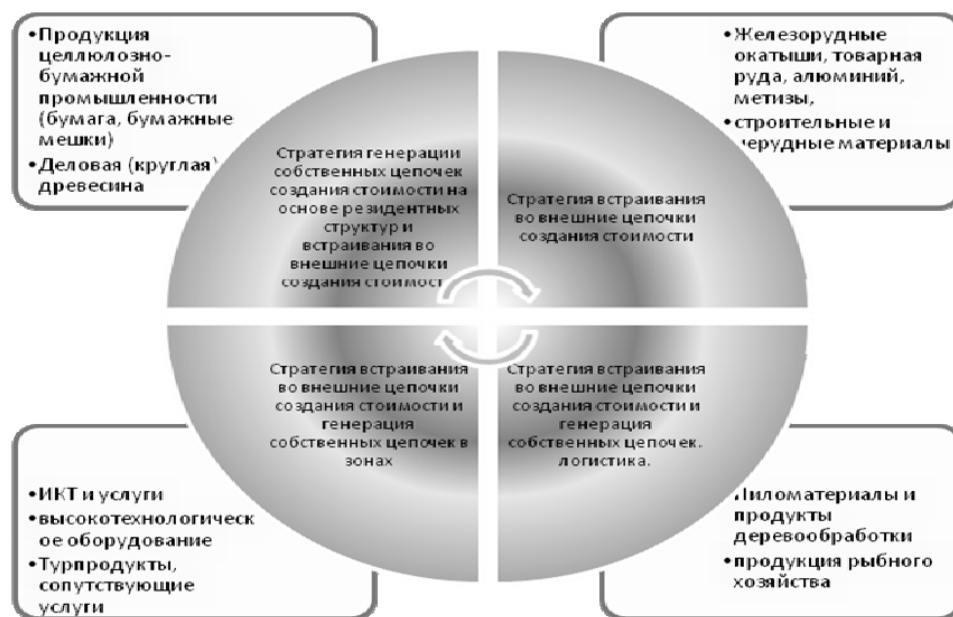 •Продукция
целлюлозно-
бумажной
промышленности
(бумага, бумажные
мешки)
•Деловая (круглая)
древесина
•Железорудные
окатыши, товарная
руда, алюминий,
метизы,
•строительные и
нерудные материалы
Стратегия генерации
собственных цепочек
создания стоимости на
основе резидентных
структур и
встраивания во
внешние цепочки
создания стоимост
Стратегия встраивания
во внешние цепочки
создания стоимости
Стратегия встраивания
во внешние цепочки
создания стоимости и
генерация
собственных цепочек в
зонах
Стратегия встраивания
во внешние цепочки
создания стоимости и
генерация
собственных цепочек.
логистика.
•ИКТ и услуги
•высокотехнологическ
ое оборудование
•Турпродукты,
сопутствующие
услуги
Пиломатериалы и
продукты
деревообработки
•продукция рыбного
хозяйства